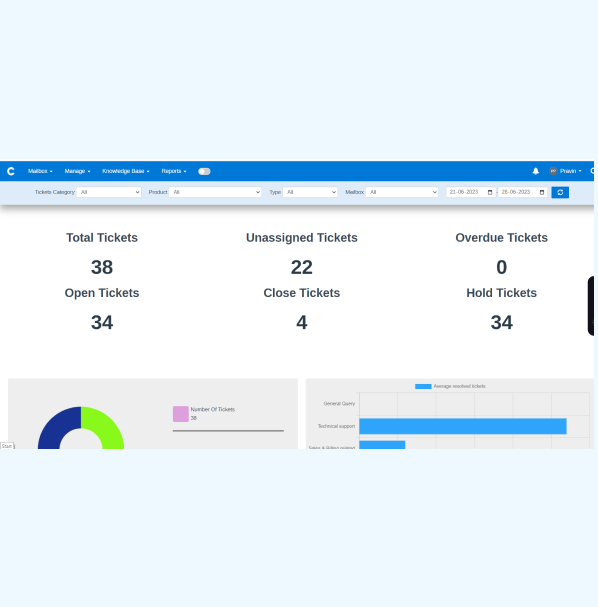 C Mailbox Manage Knowledge Base Reports Pravin
Tickets Category All Product All Type All Mailbox All 21-06-2023 - 28-06-2023
Total Tickets Unassigned Tickets Overdue Tickets
38 22 0
Open Tickets Close Tickets Hold Tickets
34 4 34
Number Of Tickets
38
Average resolved tickets
General Query
Technical support
Sales & Billing related
Start